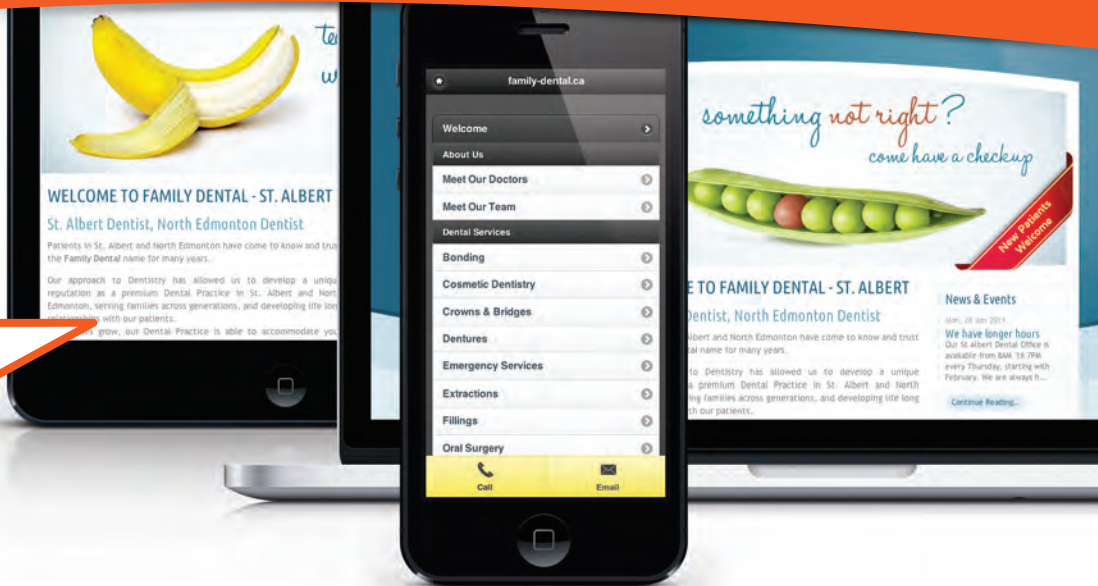 te
w
WELCOME TO FAMILY DENTAL - ST. ALBERT
St. Albert Dentist, North Edmonton Dentist
Patients in St. Albert and North Edmonton have come to know and trus
the Family Dental name for many years.
Our approach to Dentistry has allowed us to develop a uniqu
reputation as a premium Dental Practice in St. Albert and Nort
Edmonton, serving families across generations, and developing life lon
relationships with our patients.
grow, our Dental Practice is able to accommodate you
family-dental.ca
Welcome
About Us
Meet Our Doctors
Meet Our Team
Dental Services
Bonding
Cosmetic Dentistry
Crowns & Bridges
Dentures
Emergency Services
Extractions
Fillings
Oral Surgery
Call
Email
something not right?
come have a checkup
New Patients
Welcome
E TO FAMILY DENTAL - ST. ALBERT
Dentist, North Edmonton Dentist
lbert and North Edmonton have come to know and trust
tal name for many years.
to Dentistry has allowed us to develop a unique
a premium Dental Practice in St. Albert and North
ing families across generations, and developing life long
th our patients.
News & Events
We have longer hours
Our St Albert Dental Office is
available from 8AM 'til 7PM
every Thursday, starting with
February. We are always h...
Continue Reading...